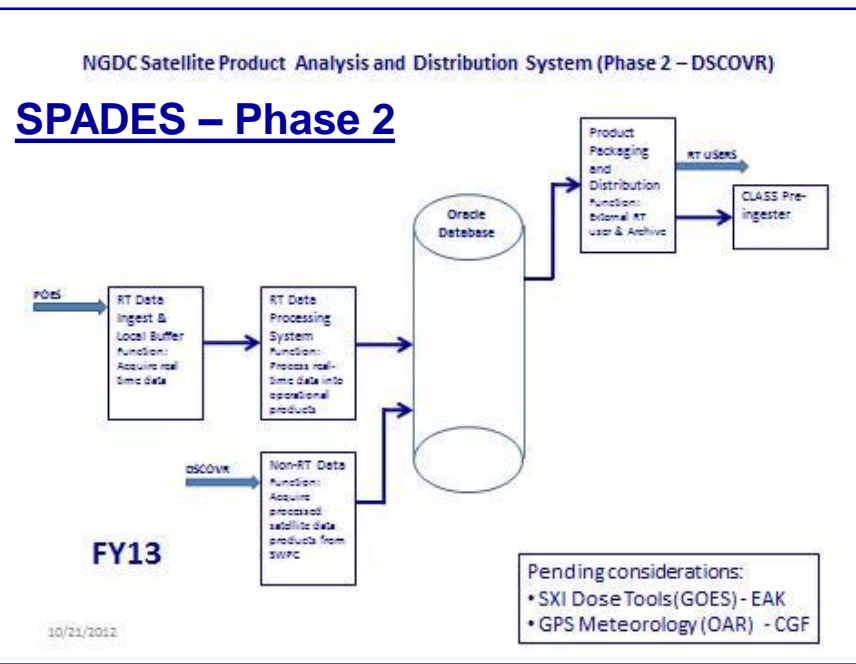 NGDC Satellite Product Analysis and Distribution System (Phase 2 – DSCOVR)
SPADES – Phase 2
Product
Packaging
and
Distribution
Function:
External RT
user & Archive
RT USERS
CLASS Pre-
ingester
Oracle
Database
POES
RT Data
Ingest &
Local Buffer
Function:
Acquire real
time data
RT Data
Processing
System
Function:
Process real-
time data into
operational
products
DSCOVR
Non-RT Data
Function:
Acquire
processed
satellite data
products from
SWPC
FY13
Pending considerations:
• SXI Dose Tools(GOES) - EAK
• GPS Meteorology (OAR) - CGF
10/21/2012